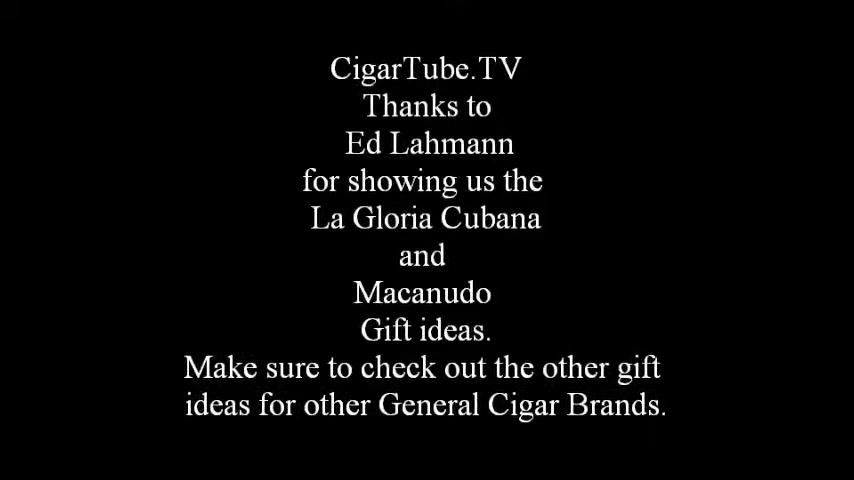 CigarTube.TV
Thanks to
Ed Lahmann
for showing us the
La Gloria Cubana
and
Macanudo
Gift ideas.
Make sure to check out the other gift
ideas for other General Cigar Brands.